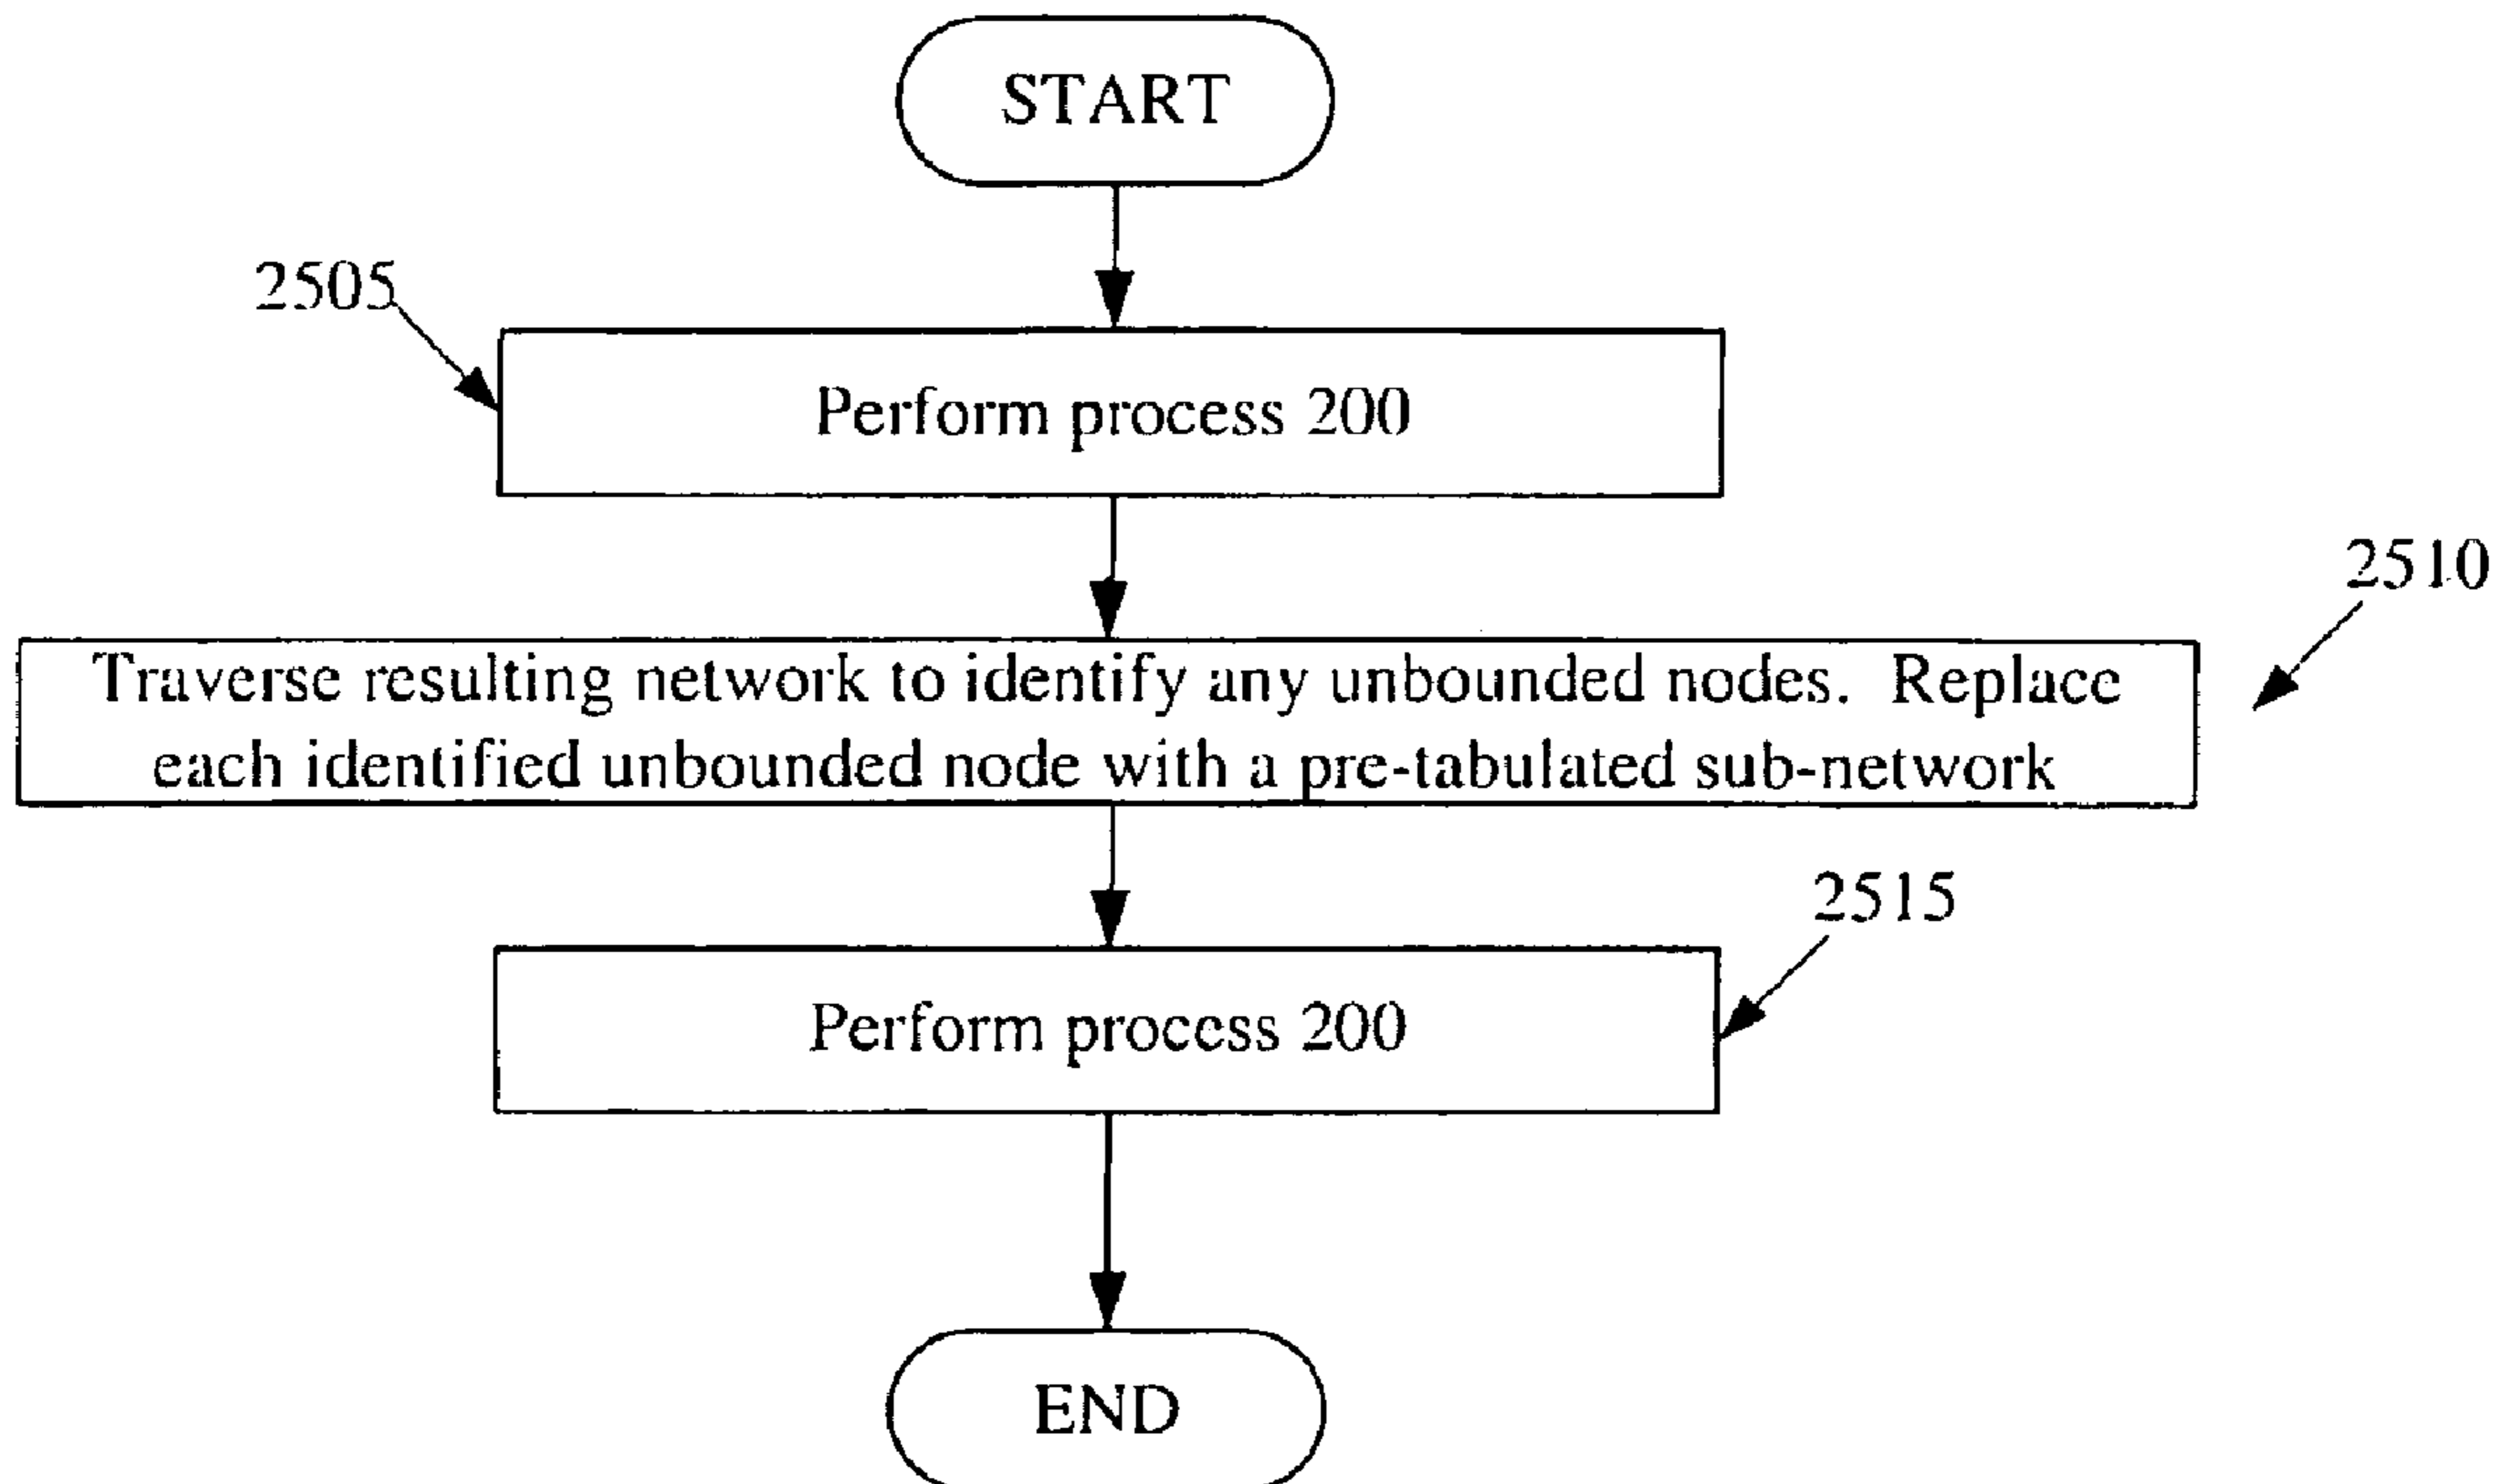 START
2505
Perform process 200
2510
Traverse resulting network to identify any unbounded nodes. Replace
each identified unbounded node with a pre-tabulated sub-network
2515
Perform process 200
END